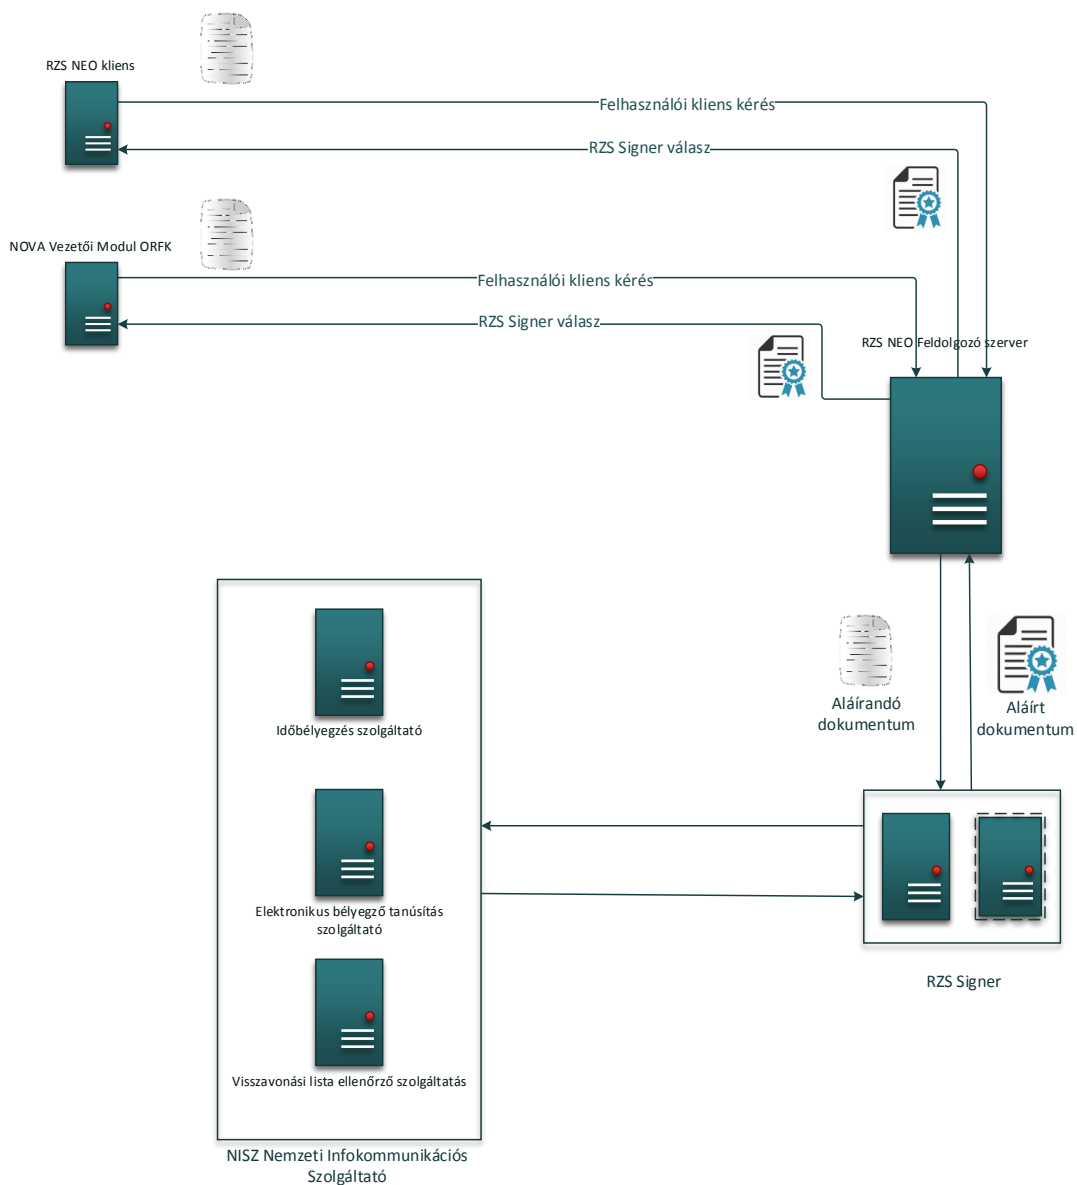 RZS NEO kliens
Felhasználói kliens kérés
RZS Signer válasz
NOVA Vezetői Modul ORFK
Felhasználói kliens kérés
RZS Signer válasz
RZS NEO Feldolgozó szerver
Aláírandó
dokumentum
Aláírt
dokumentum
Időbélyegzés szolgáltató
Elektronikus bélyegző tanúsítás
szolgáltató
Visszavonási lista ellenőrző szolgáltatás
RZS Signer
NISZ Nemzeti Infokommunikációs
Szolgáltató